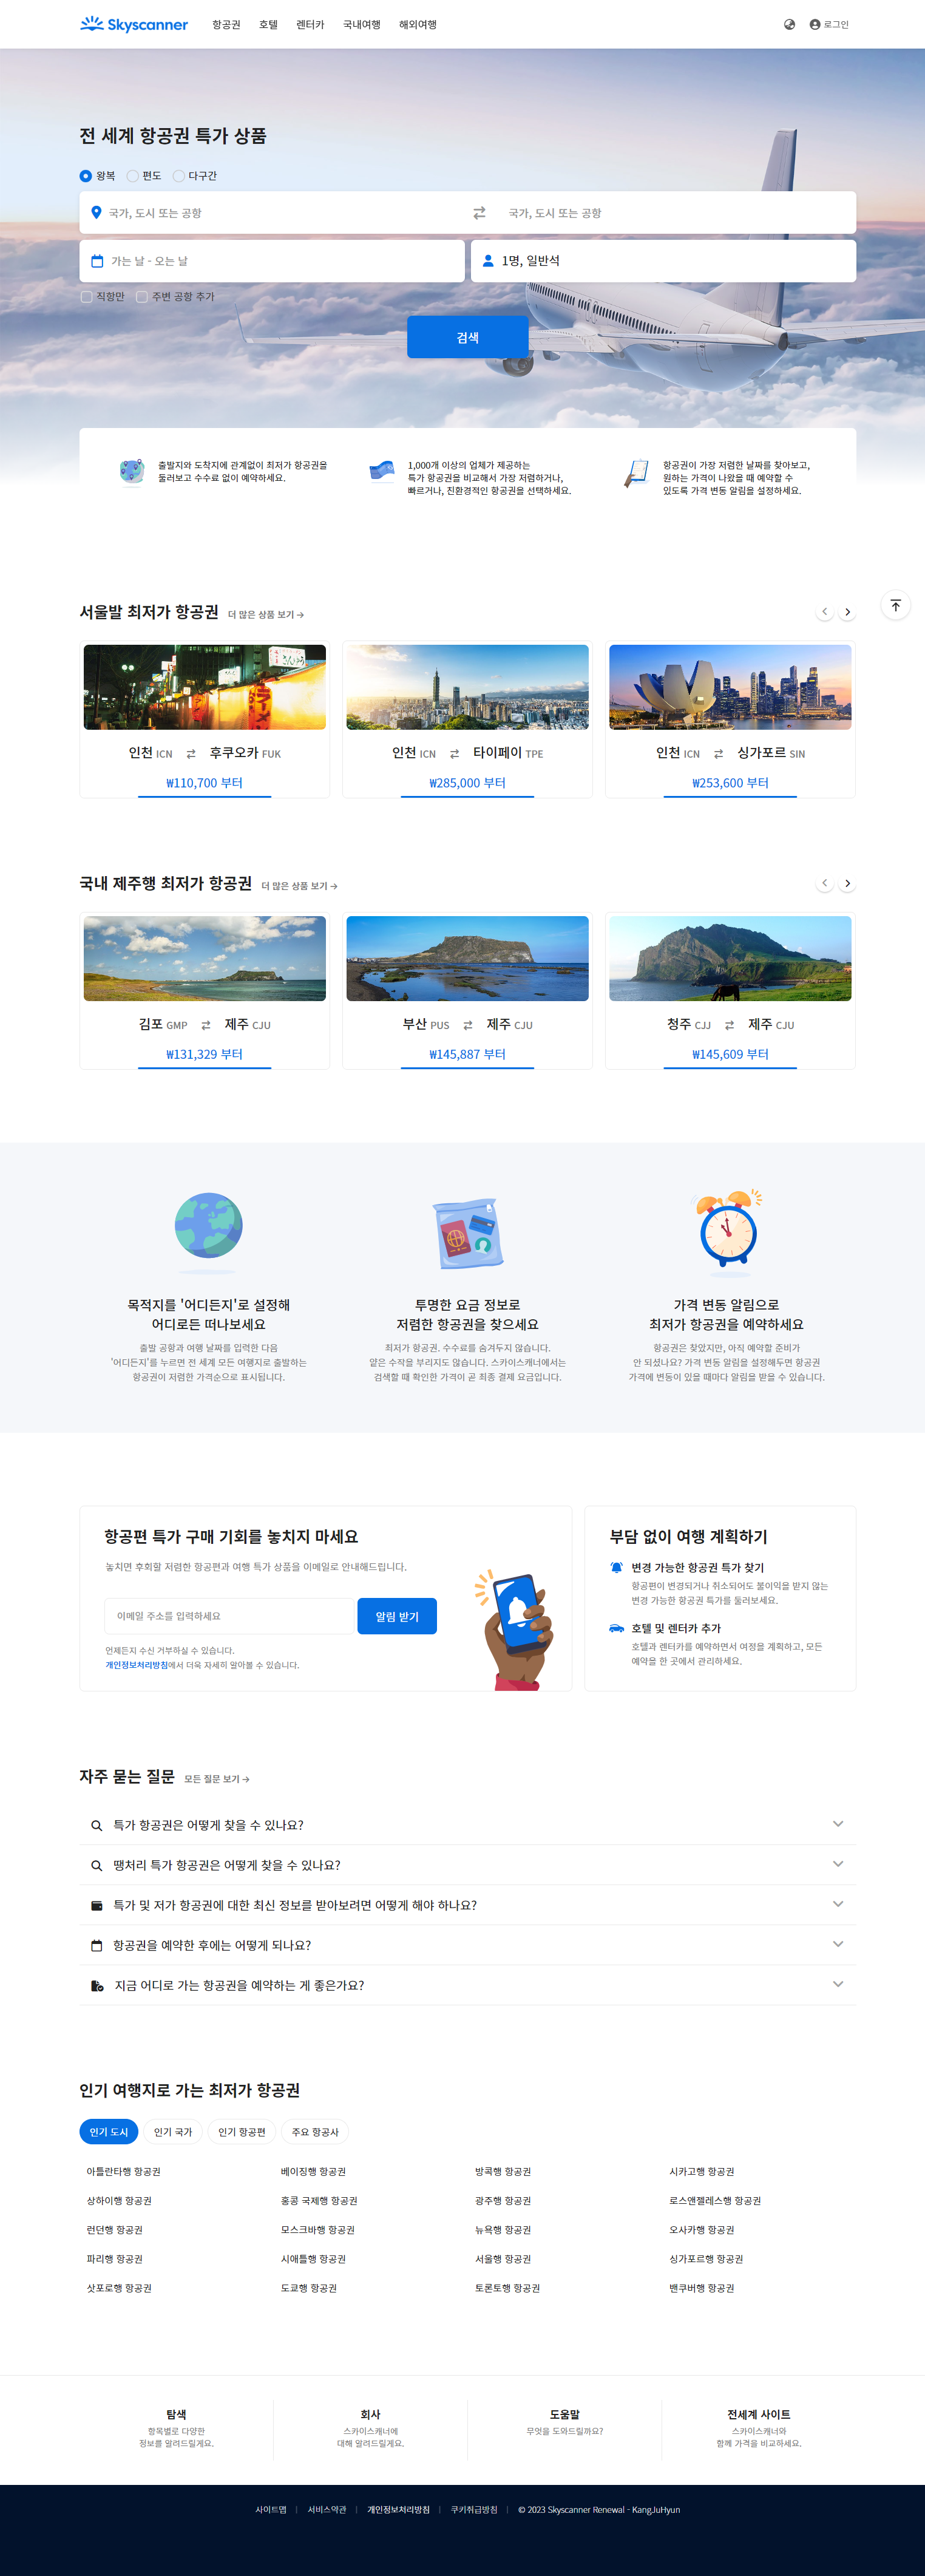 Skyscanner 항공권 호텔 렌터카 국내여행 해외여행 로그인
전 세계 항공권 특가 상품
왕복 편도 다구간
국가, 도시 또는 공항 국가, 도시 또는 공항
가는 날 - 오는 날 1명, 일반석
직항만 주변 공항 추가
검색
출발지와 도착지에 관계없이 최저가 항공권을
둘러보고 수수료 없이 예약하세요.
1,000개 이상의 업체가 제공하는
특가 항공권을 비교해서 가장 저렴하거나,
빠르거나, 친환경적인 항공권을 선택하세요.
항공권이 가장 저렴한 날짜를 찾아보고,
원하는 가격이 나왔을 때 예약할 수
있도록 가격 변동 알림을 설정하세요.
서울발 최저가 항공권 더 많은 상품 보기 →
인천 ICN 후쿠오카 FUK
₩110,700 부터
인천 ICN 타이페이 TPE
₩285,000 부터
인천 ICN 싱가포르 SIN
₩253,600 부터
국내 제주행 최저가 항공권 더 많은 상품 보기 →
김포 GMP 제주 CJU
₩131,329 부터
부산 PUS 제주 CJU
₩145,887 부터
청주 CJJ 제주 CJU
₩145,609 부터
목적지를 '어디든지'로 설정해
어디로든 떠나보세요
출발 공항과 여행 날짜를 입력한 다음
'어디든지'를 누르면 전 세계 모든 여행지로 출발하는
항공권이 저렴한 가격순으로 표시됩니다.
투명한 요금 정보로
저렴한 항공권을 찾으세요
최저가 항공권. 수수료를 숨겨두지 않습니다.
얕은 수작을 부리지도 않습니다. 스카이스캐너에서는
검색할 때 확인한 가격이 곧 최종 결제 요금입니다.
가격 변동 알림으로
최저가 항공권을 예약하세요
항공권은 찾았지만, 아직 예약할 준비가
안 되셨나요? 가격 변동 알림을 설정해두면 항공권
가격에 변동이 있을 때마다 알림을 받을 수 있습니다.
항공편 특가 구매 기회를 놓치지 마세요
놓치면 후회할 저렴한 항공편과 여행 특가 상품을 이메일로 안내해드립니다.
이메일 주소를 입력하세요 알림 받기
언제든지 수신 거부하실 수 있습니다.
개인정보처리방침에서 더욱 자세히 알아볼 수 있습니다.
부담 없이 여행 계획하기
변경 가능한 항공권 특가 찾기
항공편이 변경되거나 취소되어도 불이익을 받지 않는
변경 가능한 항공권 특가를 둘러보세요.
호텔 및 렌터카 추가
호텔과 렌터카를 예약하면서 여정을 계획하고, 모든
예약을 한 곳에서 관리하세요.
자주 묻는 질문 모든 질문 보기 →
특가 항공권은 어떻게 찾을 수 있나요?
땡처리 특가 항공권은 어떻게 찾을 수 있나요?
특가 및 저가 항공권에 대한 최신 정보를 받아보려면 어떻게 해야 하나요?
항공권을 예약한 후에는 어떻게 되나요?
지금 어디로 가는 항공권을 예약하는 게 좋은가요?
인기 여행지로 가는 최저가 항공권
인기 도시 인기 국가 인기 항공편 주요 항공사
아틀란타행 항공권 베이징행 항공권 방콕행 항공권 시카고행 항공권
상하이행 항공권 홍콩 국제행 항공권 광주행 항공권 로스앤젤레스행 항공권
런던행 항공권 모스크바행 항공권 뉴욕행 항공권 오사카행 항공권
파리행 항공권 시애틀행 항공권 서울행 항공권 싱가포르행 항공권
삿포로행 항공권 도쿄행 항공권 토론토행 항공권 밴쿠버행 항공권
탐색
항목별로 다양한
정보를 알려드릴게요.
회사
스카이스캐너에
대해 알려드릴게요.
도움말
무엇을 도와드릴까요?
전세계 사이트
스카이스캐너와
함께 가격을 비교하세요.
사이트맵 | 서비스약관 | 개인정보처리방침 | 쿠키취급방침 | © 2023 Skyscanner Renewal - KangJuHyun